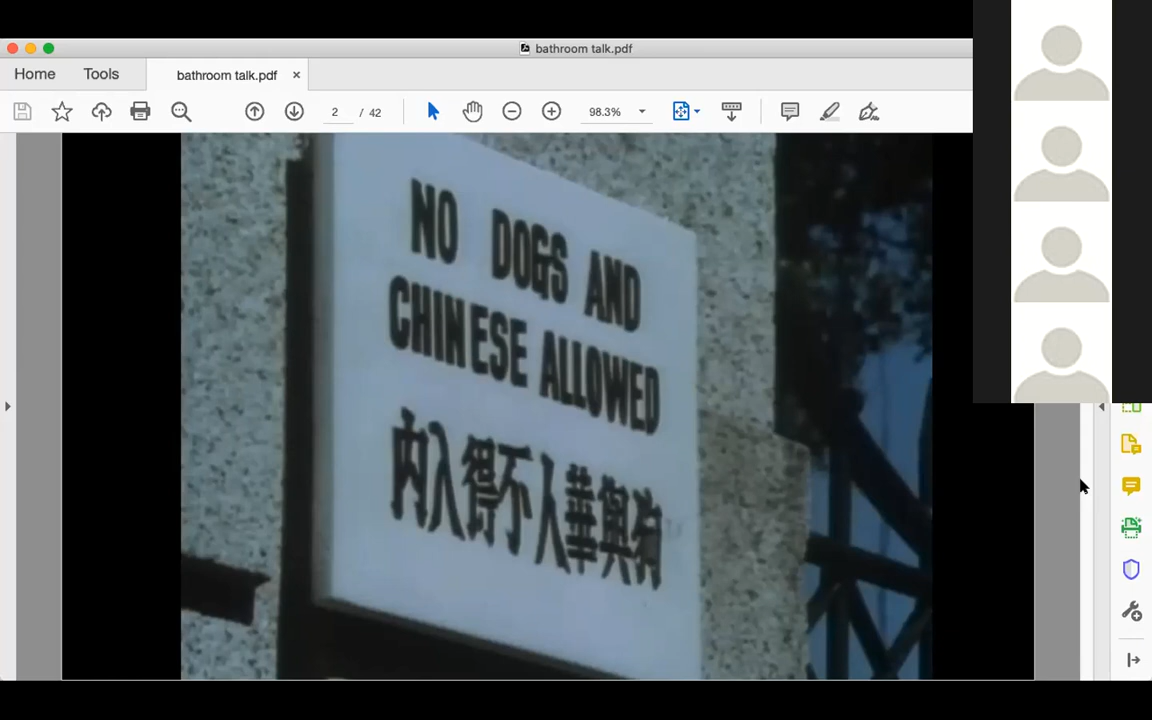 bathroom talk.pdf
Home
Tools
bathroom talk.pdf ×
2 / 42
98.3%
NO DOGS AND
CHINESE ALLOWED
狗與華人不得入內